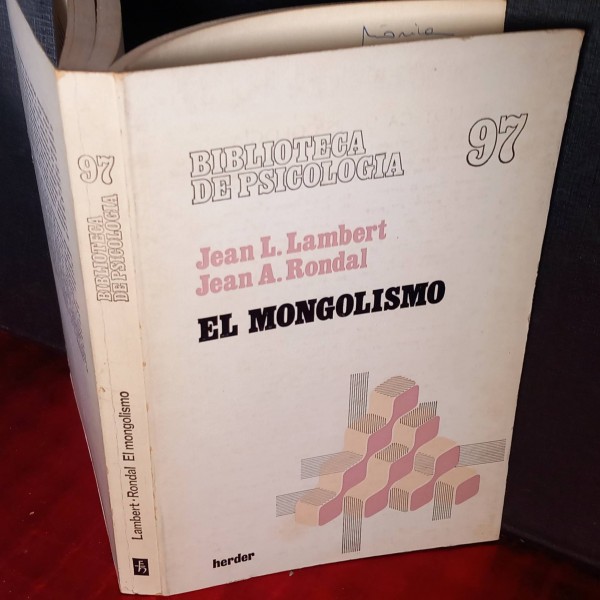 BIBLIOTECA
DE PSICOLOGIA
97
Jean L. Lambert
Jean A. Rondal
EL MONGOLISMO
herder
97
BIBLIOTECA
DE PSICOLOGIA
Lambert · Rondal El mongolismo